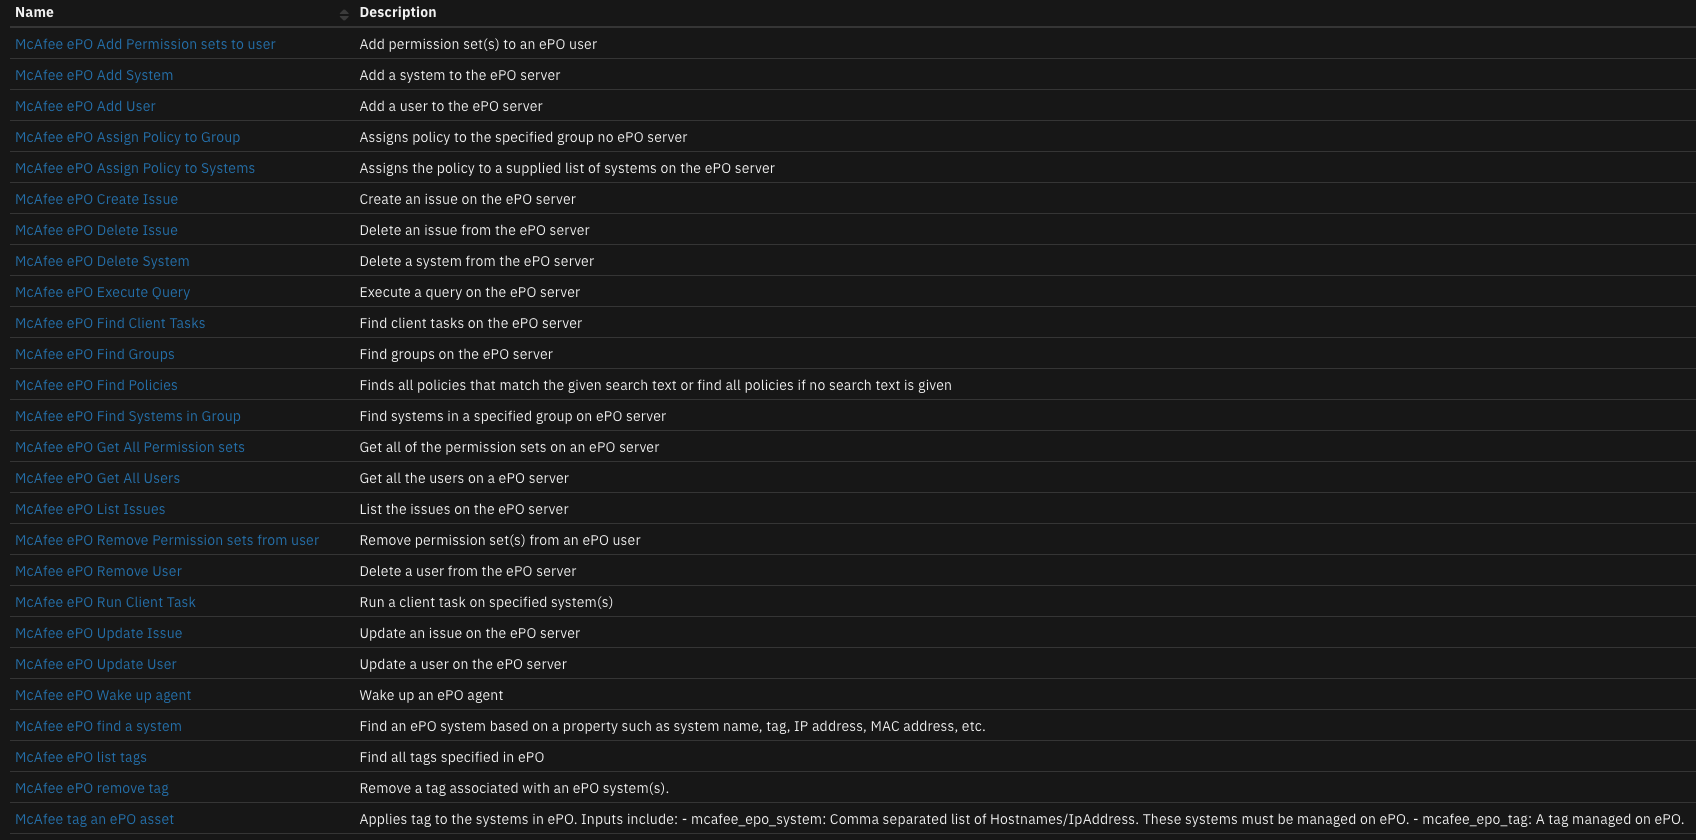 Name Description
McAfee ePO Add Permission sets to user Add permission set(s) to an ePO user
McAfee ePO Add System Add a system to the ePO server
McAfee ePO Add User Add a user to the ePO server
McAfee ePO Assign Policy to Group Assigns policy to the specified group no ePO server
McAfee ePO Assign Policy to Systems Assigns the policy to a supplied list of systems on the ePO server
McAfee ePO Create Issue Create an issue on the ePO server
McAfee ePO Delete Issue Delete an issue from the ePO server
McAfee ePO Delete System Delete a system from the ePO server
McAfee ePO Execute Query Execute a query on the ePO server
McAfee ePO Find Client Tasks Find client tasks on the ePO server
McAfee ePO Find Groups Find groups on the ePO server
McAfee ePO Find Policies Finds all policies that match the given search text or find all policies if no search text is given
McAfee ePO Find Systems in Group Find systems in a specified group on ePO server
McAfee ePO Get All Permission sets Get all of the permission sets on an ePO server
McAfee ePO Get All Users Get all the users on a ePO server
McAfee ePO List Issues List the issues on the ePO server
McAfee ePO Remove Permission sets from user Remove permission set(s) from an ePO user
McAfee ePO Remove User Delete a user from the ePO server
McAfee ePO Run Client Task Run a client task on specified system(s)
McAfee ePO Update Issue Update an issue on the ePO server
McAfee ePO Update User Update a user on the ePO server
McAfee ePO Wake up agent Wake up an ePO agent
McAfee ePO find a system Find an ePO system based on a property such as system name, tag, IP address, MAC address, etc.
McAfee ePO list tags Find all tags specified in ePO
McAfee ePO remove tag Remove a tag associated with an ePO system(s).
McAfee tag an ePO asset Applies tag to the systems in ePO. Inputs include: - mcafee_epo_system: Comma separated list of Hostnames/IpAddress. These systems must be managed on ePO. - mcafee_epo_tag: A tag managed on ePO.